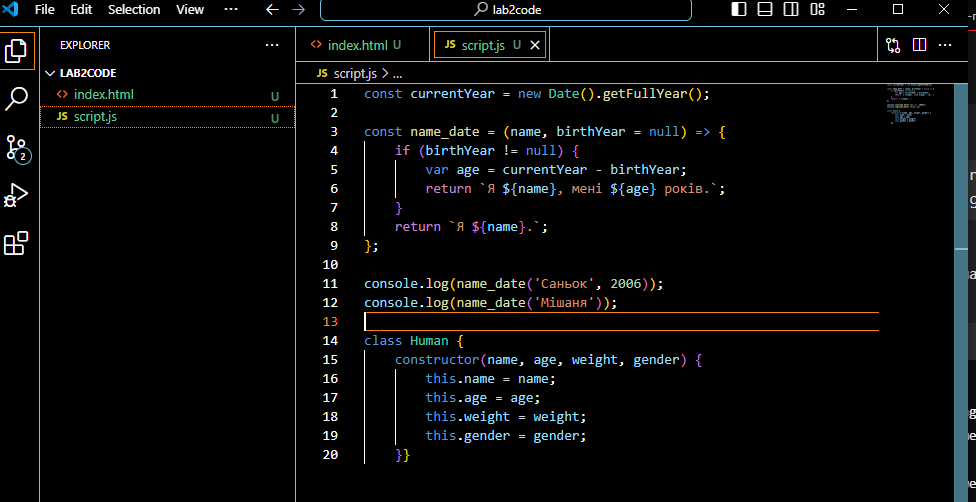 File Edit Selection View ··· lab2code
EXPLORER ···
LAB2CODE
<> index.html U
JS script.js U
2
<> index.html U JS script.js U
JS script.js > ...
1 const currentYear = new Date().getFullYear();
2
3 const name_date = (name, birthYear = null) => {
4     if (birthYear != null) {
5         var age = currentYear - birthYear;
6         return `Я ${name}, мені ${age} років.`;
7     }
8     return `Я ${name}.`;
9 };
10
11 console.log(name_date('Саньок', 2006));
12 console.log(name_date('Мішаня'));
13
14 class Human {
15     constructor(name, age, weight, gender) {
16         this.name = name;
17         this.age = age;
18         this.weight = weight;
19         this.gender = gender;
20     }}